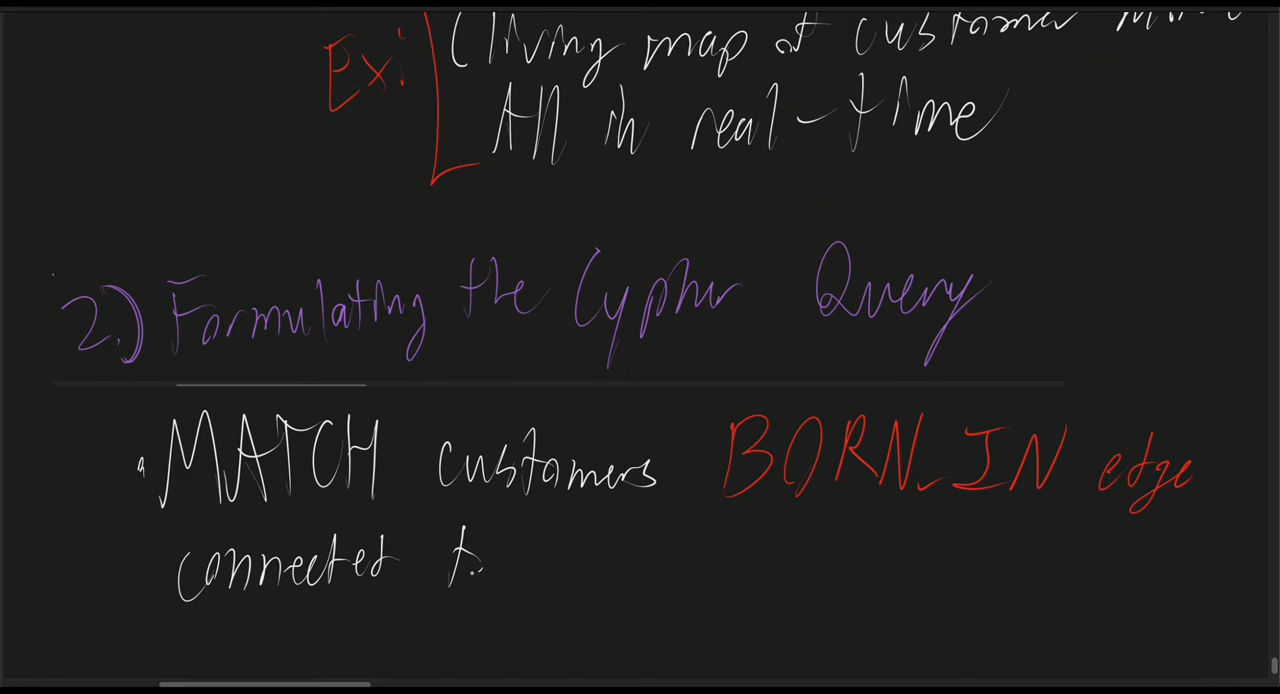 Ex: (living map of customer
All in real-time
2.) Formulating the Cypher Query
"MATCH customers BORN_IN edge
connected t